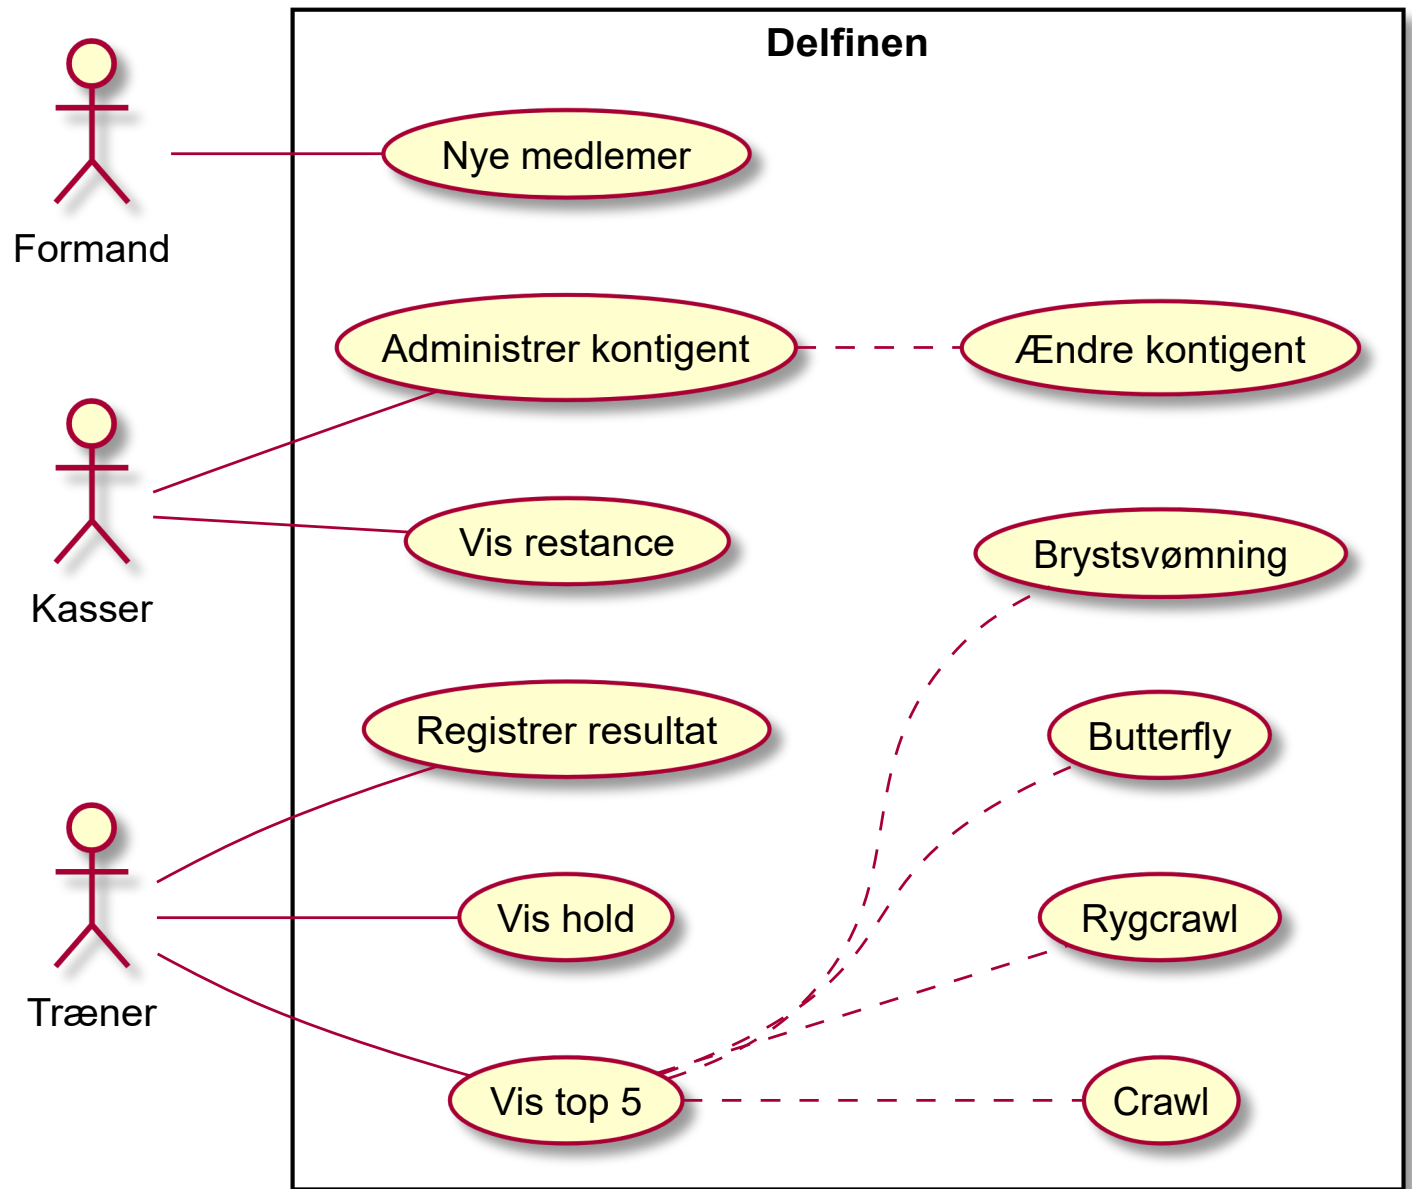 Delfinen
Formand
Nye medlemer
Administrer kontigent
Ændre kontigent
Kasser
Vis restance
Brystsvømning
Registrer resultat
Butterfly
Træner
Vis hold
Rygcrawl
Vis top 5
Crawl